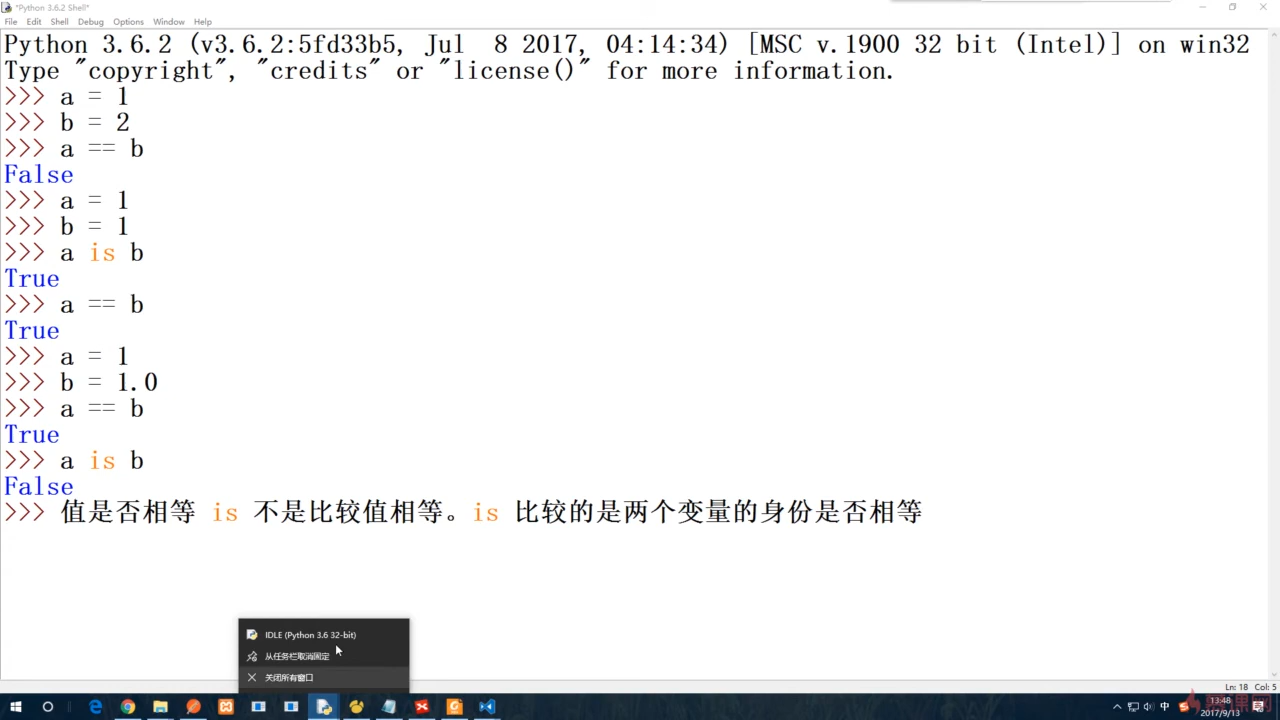 *Python 3.6.2 Shell*
File Edit Shell Debug Options Window Help
Python 3.6.2 (v3.6.2:5fd33b5, Jul  8 2017, 04:14:34) [MSC v.1900 32 bit (Intel)] on win32
Type "copyright", "credits" or "license()" for more information.
>>> a = 1
>>> b = 2
>>> a == b
False
>>> a = 1
>>> b = 1
>>> a is b
True
>>> a == b
True
>>> a = 1
>>> b = 1.0
>>> a == b
True
>>> a is b
False
>>> 值是否相等 is 不是比较值相等。is 比较的是两个变量的身份是否相等
IDLE (Python 3.6 32-bit)
从任务栏取消固定
关闭所有窗口
Ln: 18 Col: 5
中
13:48
2017/9/13
慕课网